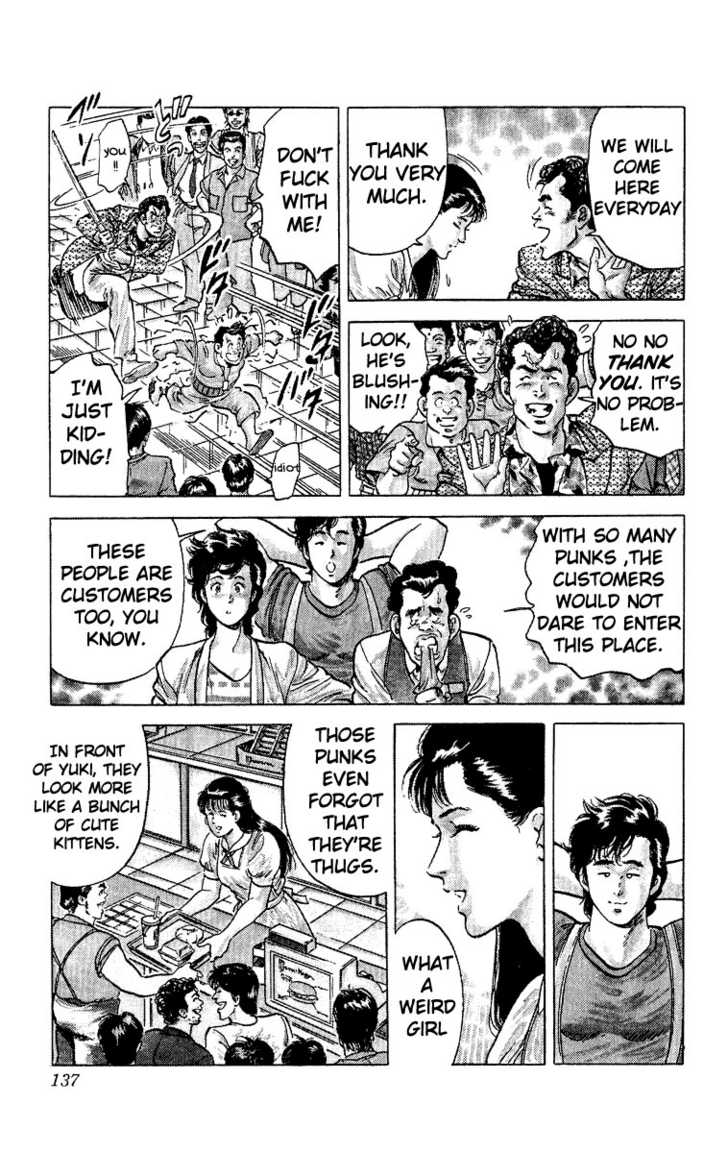 WE WILL
COME
HERE
EVERYDAY
THANK
YOU VERY
MUCH.
NO NO
THANK
YOU. IT'S
NO PROB-
LEM.
LOOK,
HE'S
BLUSH-
ING!!
DON'T
FUCK
WITH
ME!
you
!!
I'M
JUST
KID-
DING!
idiot
WITH SO MANY
PUNKS ,THE
CUSTOMERS
WOULD NOT
DARE TO ENTER
THIS PLACE.
THESE
PEOPLE ARE
CUSTOMERS
TOO, YOU
KNOW.
WHAT
A
WEIRD
GIRL
THOSE
PUNKS
EVEN
FORGOT
THAT
THEY'RE
THUGS.
IN FRONT
OF YUKI, THEY
LOOK MORE
LIKE A BUNCH
OF CUTE
KITTENS.
137